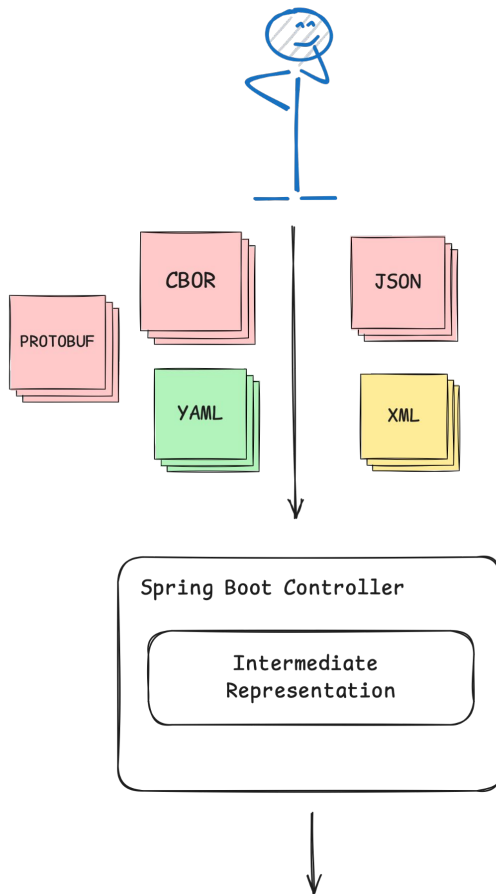 CBOR
JSON
PROTOBUF
YAML
XML
Spring Boot Controller
Intermediate
Representation